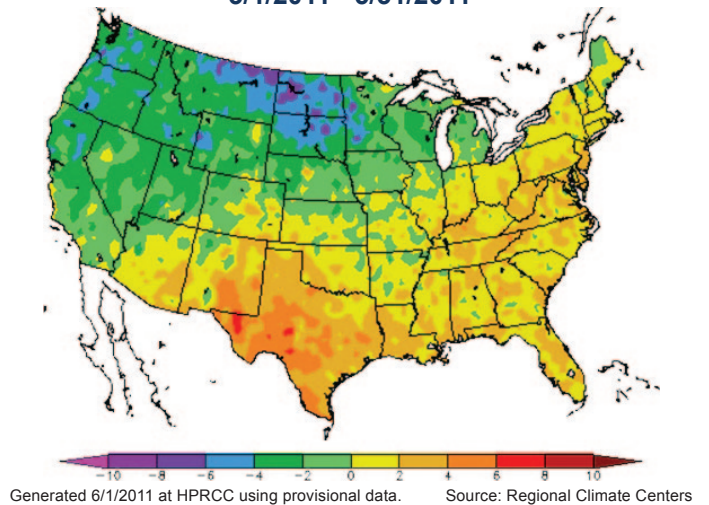 -10 -8 -6 -4 -2 0 2 4 6 8 10
Generated 6/1/2011 at HPRCC using provisional data. Source: Regional Climate Centers